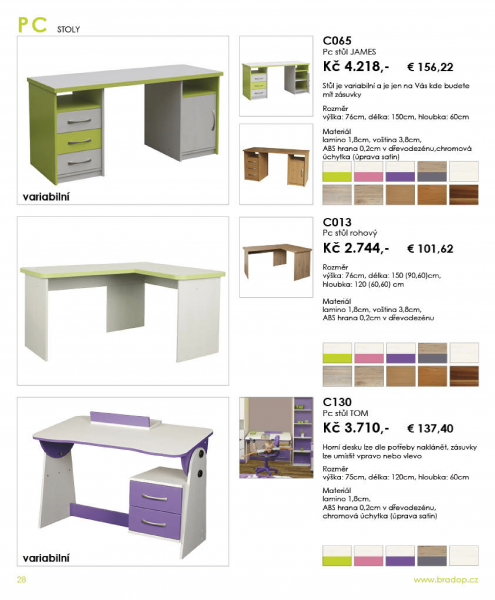 PC STOLY
variabilní
C065
Pc stůl JAMES
Kč 4.218,- € 156,22
Stůl je variabilní a je jen na Vás kde budete
mít zásuvky
Rozměr
výška: 76cm, délka: 150cm, hloubka: 60cm
Materiál
lamino 1,8cm, voština 3,8cm,
ABS hrana 0,2cm v dřevodezénu,chromová
úchytka (úprava satin)
C013
Pc stůl rohový
Kč 2.744,- € 101,62
Rozměr
výška: 76cm, délka: 150 (90,60)cm,
hloubka: 120 (60,60) cm
Materiál
lamino 1,8cm, voština 3,8cm,
ABS hrana 0,2cm v dřevodezénu
variabilní
C130
Pc stůl TOM
Kč 3.710,- € 137,40
Horní desku lze dle potřeby naklánět, zásuvky
lze umístit vpravo nebo vlevo
Rozměr
výška: 75cm, délka: 120cm, hloubka: 60cm
Materiál
lamino 1,8cm,
ABS hrana 0,2cm v dřevodezénu,
chromová úchytka (úprava satin)
28
www.bradop.cz